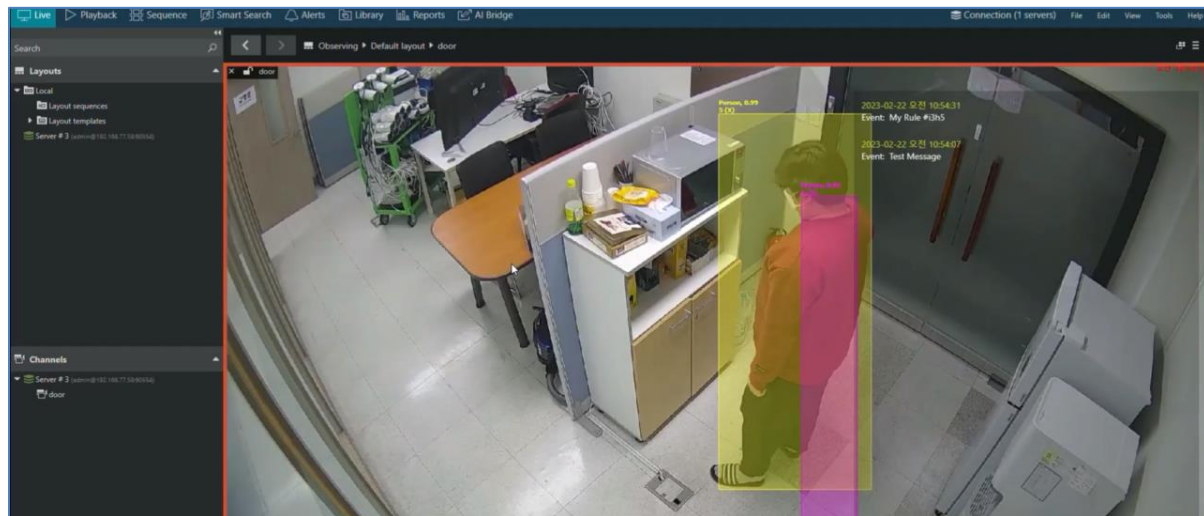 Live Playback Sequence Smart Search Alerts Library Reports AI Bridge Connection (1 servers) File Edit View Tools Help
Search
Observing Default layout door
Layouts
Local
Layout sequences
Layout templates
Server # 3
door
Person, 0.99
5 (X)
2023-02-22 오전 10:54:31
Event: My Rule #i3h5
2023-02-22 오전 10:54:07
Event: Test Message
Channels
Server # 3
door